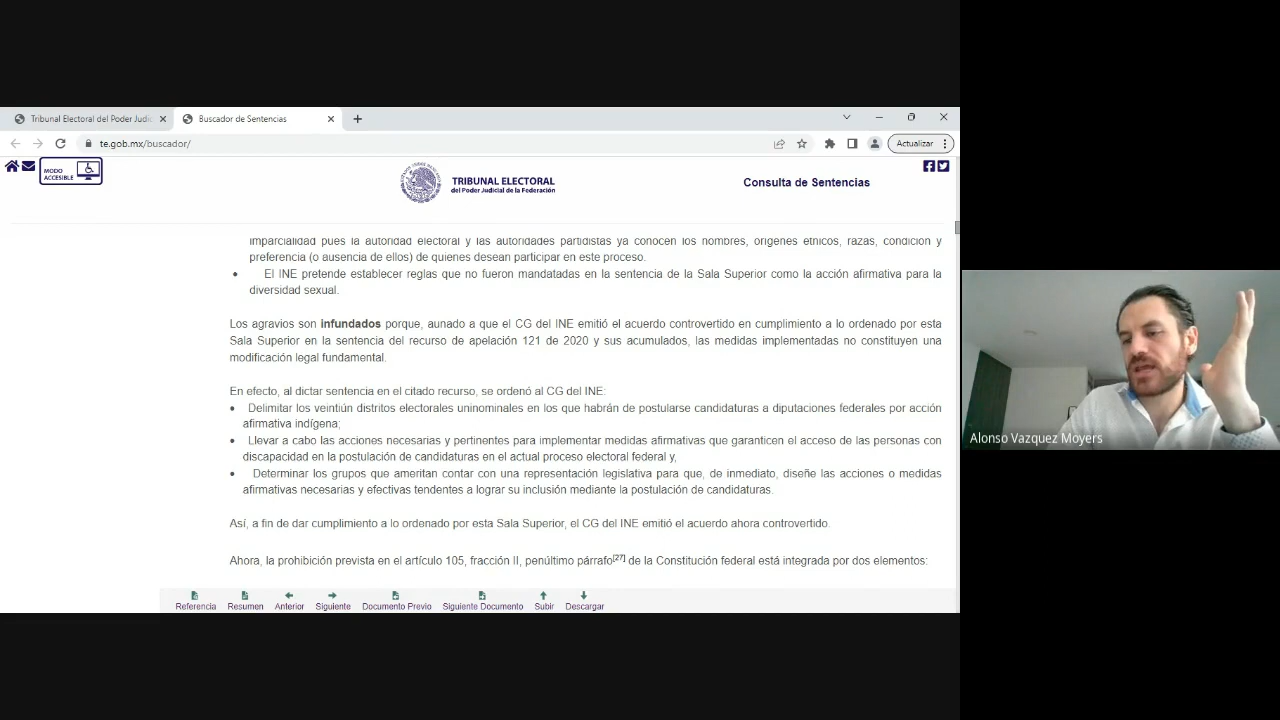 Tribunal Electoral del Poder Judic
Buscador de Sentencias
te.gob.mx/buscador/
Actualizar
MODO
ACCESIBLE
TRIBUNAL ELECTORAL
del Poder Judicial de la Federación
Consulta de Sentencias
imparcialidad pues la autoridad electoral y las autoridades partidistas ya conocen los nombres, orígenes étnicos, razas, condición y
preferencia (o ausencia de ellos) de quienes desean participar en este proceso.
• El INE pretende establecer reglas que no fueron mandatadas en la sentencia de la Sala Superior como la acción afirmativa para la
diversidad sexual.
Los agravios son infundados porque, aunado a que el CG del INE emitió el acuerdo controvertido en cumplimiento a lo ordenado por esta
Sala Superior en la sentencia del recurso de apelación 121 de 2020 y sus acumulados, las medidas implementadas no constituyen una
modificación legal fundamental.
En efecto, al dictar sentencia en el citado recurso, se ordenó al CG del INE:
• Delimitar los veintiún distritos electorales uninominales en los que habrán de postularse candidaturas a diputaciones federales por acción
afirmativa indígena;
• Llevar a cabo las acciones necesarias y pertinentes para implementar medidas afirmativas que garanticen el acceso de las personas con
discapacidad en la postulación de candidaturas en el actual proceso electoral federal y,
• Determinar los grupos que ameritan contar con una representación legislativa para que, de inmediato, diseñe las acciones o medidas
afirmativas necesarias y efectivas tendentes a lograr su inclusión mediante la postulación de candidaturas.
Así, a fin de dar cumplimiento a lo ordenado por esta Sala Superior, el CG del INE emitió el acuerdo ahora controvertido.
Ahora, la prohibición prevista en el artículo 105, fracción II, penúltimo párrafo[27] de la Constitución federal está integrada por dos elementos:
Referencia Resumen Anterior Siguiente Documento Previo Siguiente Documento Subir Descargar
Alonso Vazquez Moyers